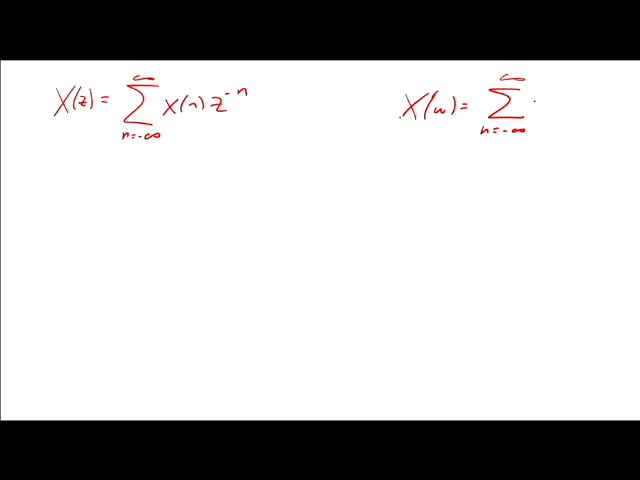 X(z) = ∑_{n=-∞}^{∞} x(n) z^{-n}
X(ω) = ∑_{n=-∞}^{∞}